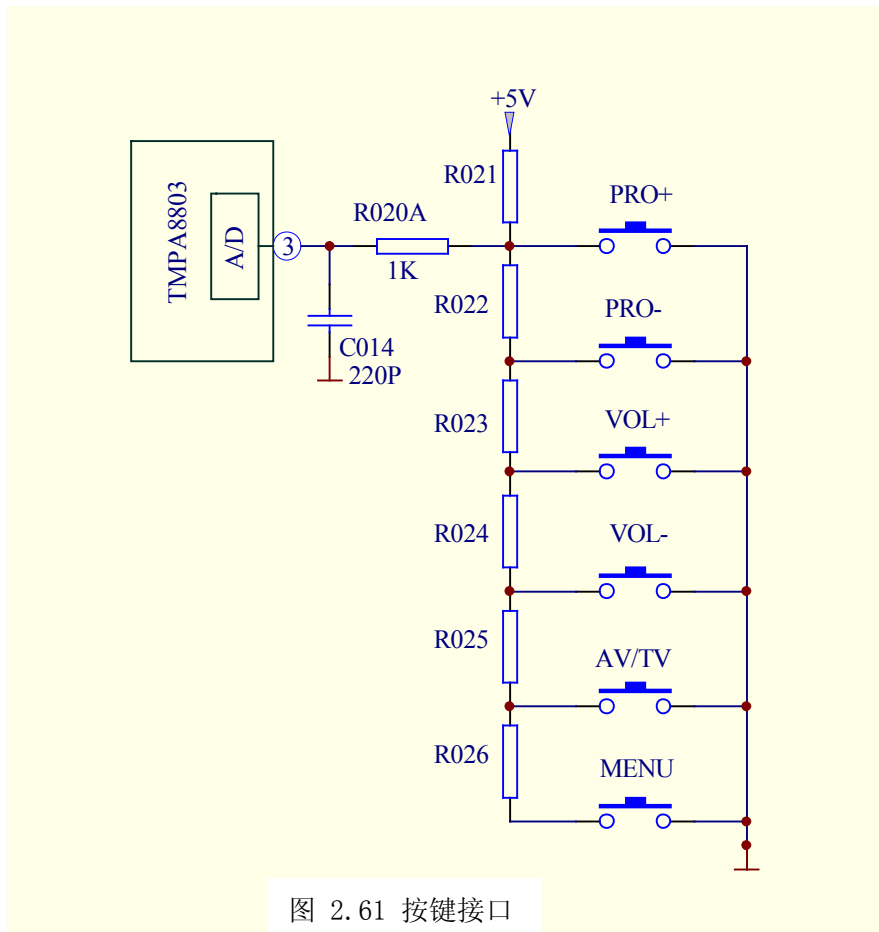 +5V
R021
PRO+
TMPA8803
A/D
3
R020A
1K
R022
PRO-
C014
220P
R023
VOL+
R024
VOL-
R025
AV/TV
R026
MENU
图 2.61 按键接口